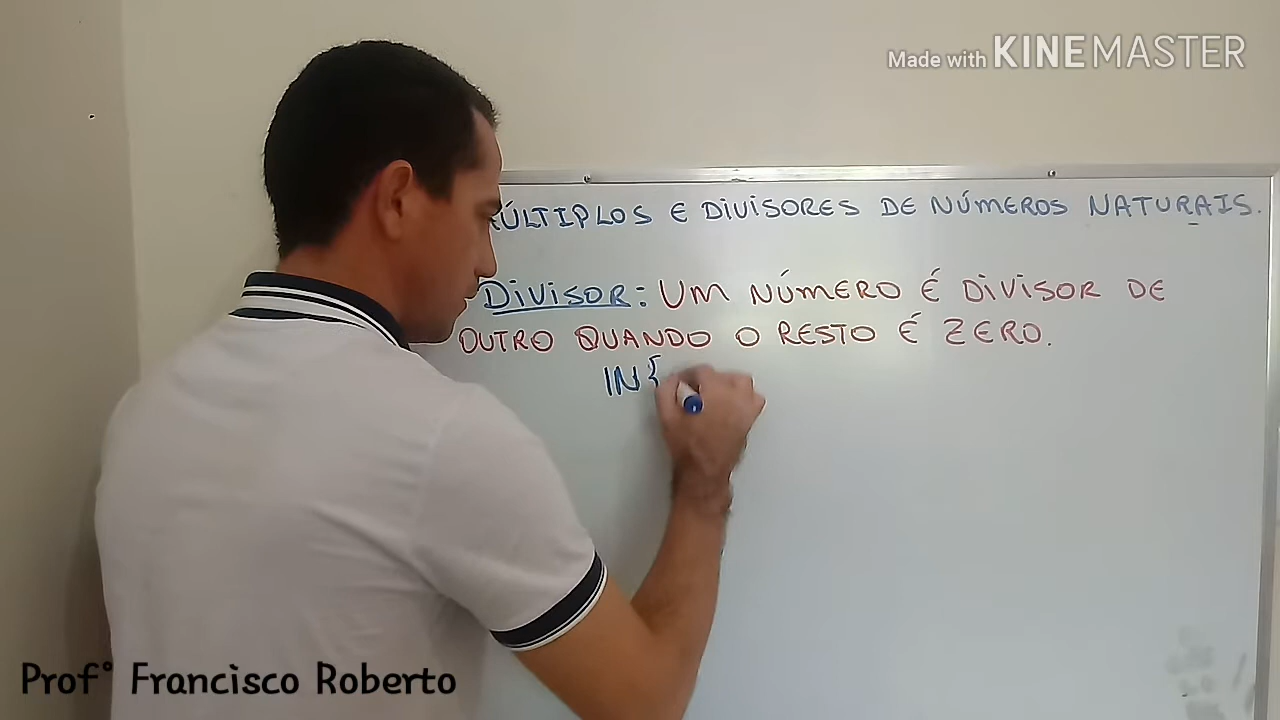 Made with KINEMASTER
MÚLTIPLOS E DIVISORES DE NÚMEROS NATURAIS.
DIVISOR: UM NÚMERO É DIVISOR DE
OUTRO QUANDO O RESTO É ZERO.
IN {
Prof° Francisco Roberto